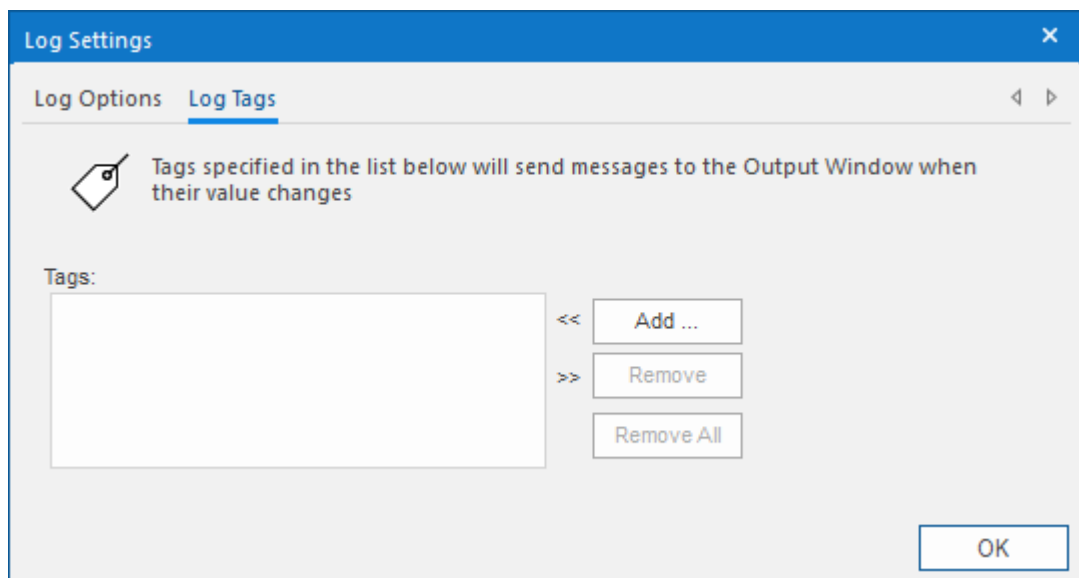 Log Settings
Log Options Log Tags
Tags specified in the list below will send messages to the Output Window when
their value changes
Tags:
<< Add ...
>> Remove
Remove All
OK